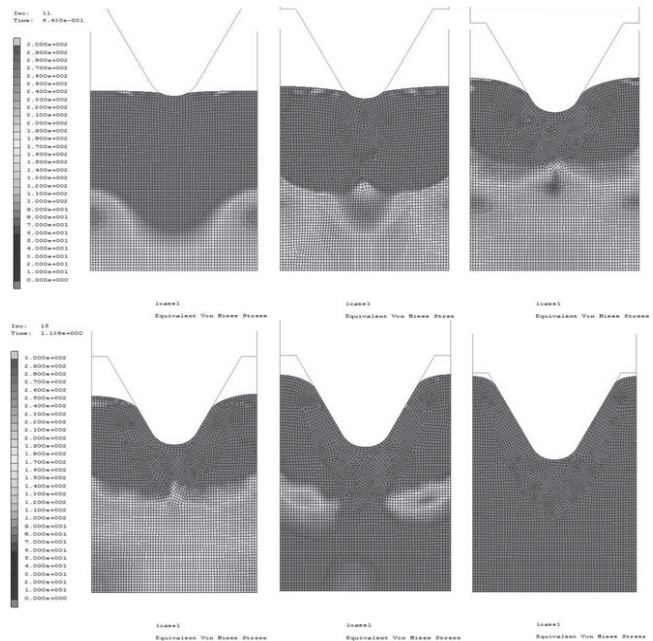 Inc: 11
Time: 6.400e-001
3.000e+002
2.900e+002
2.800e+002
2.700e+002
2.600e+002
2.500e+002
2.400e+002
2.300e+002
2.200e+002
2.100e+002
2.000e+002
1.900e+002
1.800e+002
1.700e+002
1.600e+002
1.500e+002
1.400e+002
1.300e+002
1.200e+002
1.100e+002
1.000e+002
9.000e+001
8.000e+001
7.000e+001
6.000e+001
5.000e+001
4.000e+001
3.000e+001
2.000e+001
1.000e+001
0.000e+000
lcase1
Equivalent Von Mises Stress
lcase1
Equivalent Von Mises Stress
lcase1
Equivalent Von Mises Stress
Inc: 18
Time: 1.138e+000
3.000e+002
2.900e+002
2.800e+002
2.700e+002
2.600e+002
2.500e+002
2.400e+002
2.300e+002
2.200e+002
2.100e+002
2.000e+002
1.900e+002
1.800e+002
1.700e+002
1.600e+002
1.500e+002
1.400e+002
1.300e+002
1.200e+002
1.100e+002
1.000e+002
9.000e+001
8.000e+001
7.000e+001
6.000e+001
5.000e+001
4.000e+001
3.000e+001
2.000e+001
1.000e+001
0.000e+000
lcase1
Equivalent Von Mises Stress
lcase1
Equivalent Von Mises Stress
lcase1
Equivalent Von Mises Stress